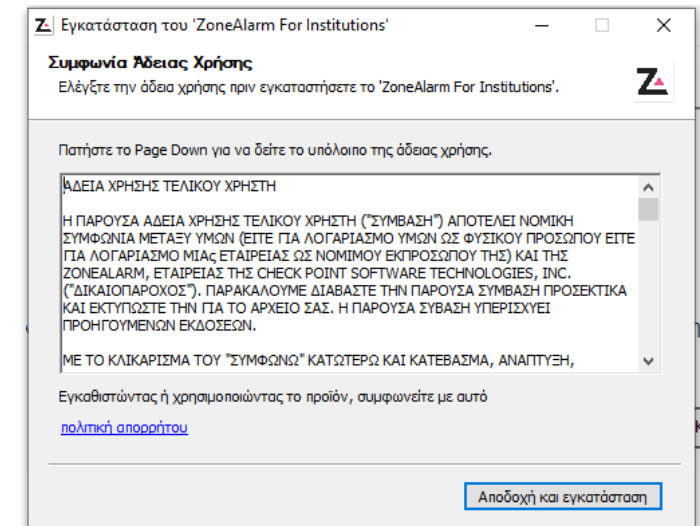 Εγκατάσταση του 'ZoneAlarm For Institutions'
Συμφωνία Άδειας Χρήσης
Ελέγξτε την άδεια χρήσης πριν εγκαταστήσετε το 'ZoneAlarm For Institutions'.
Πατήστε το Page Down για να δείτε το υπόλοιπο της άδειας χρήσης.
ΑΔΕΙΑ ΧΡΗΣΗΣ ΤΕΛΙΚΟΥ ΧΡΗΣΤΗ
Η ΠΑΡΟΥΣΑ ΑΔΕΙΑ ΧΡΗΣΗΣ ΤΕΛΙΚΟΥ ΧΡΗΣΤΗ ("ΣΥΜΒΑΣΗ") ΑΠΟΤΕΛΕΙ ΝΟΜΙΚΗ
ΣΥΜΦΩΝΙΑ ΜΕΤΑΞΥ ΥΜΩΝ (ΕΙΤΕ ΓΙΑ ΛΟΓΑΡΙΑΣΜΟ ΥΜΩΝ ΩΣ ΦΥΣΙΚΟΥ ΠΡΟΣΩΠΟΥ ΕΙΤΕ
ΓΙΑ ΛΟΓΑΡΙΑΣΜΟ ΜΙΑς ΕΤΑΙΡΕΙΑΣ ΩΣ ΝΟΜΙΜΟΥ ΕΚΠΡΟΣΩΠΟΥ ΤΗΣ) ΚΑΙ ΤΗΣ
ZONEALARM, ΕΤΑΙΡΕΙΑΣ ΤΗΣ CHECK POINT SOFTWARE TECHNOLOGIES, INC.
("ΔΙΚΑΙΟΠΑΡΟΧΟΣ"). ΠΑΡΑΚΑΛΟΥΜΕ ΔΙΑΒΑΣΤΕ ΤΗΝ ΠΑΡΟΥΣΑ ΣΥΜΒΑΣΗ ΠΡΟΣΕΚΤΙΚΑ
ΚΑΙ ΕΚΤΥΠΩΣΤΕ ΤΗΝ ΓΙΑ ΤΟ ΑΡΧΕΙΟ ΣΑΣ. Η ΠΑΡΟΥΣΑ ΣΥΒΑΣΗ ΥΠΕΡΙΣΧΥΕΙ
ΠΡΟΗΓΟΥΜΕΝΩΝ ΕΚΔΟΣΕΩΝ.
ΜΕ ΤΟ ΚΛΙΚΑΡΙΣΜΑ ΤΟΥ "ΣΥΜΦΩΝΩ" ΚΑΤΩΤΕΡΩ ΚΑΙ ΚΑΤΕΒΑΣΜΑ, ΑΝΑΠΤΥΞΗ,
Εγκαθιστώντας ή χρησιμοποιώντας το προϊόν, συμφωνείτε με αυτό
πολιτική απορρήτου
Αποδοχή και εγκατάσταση